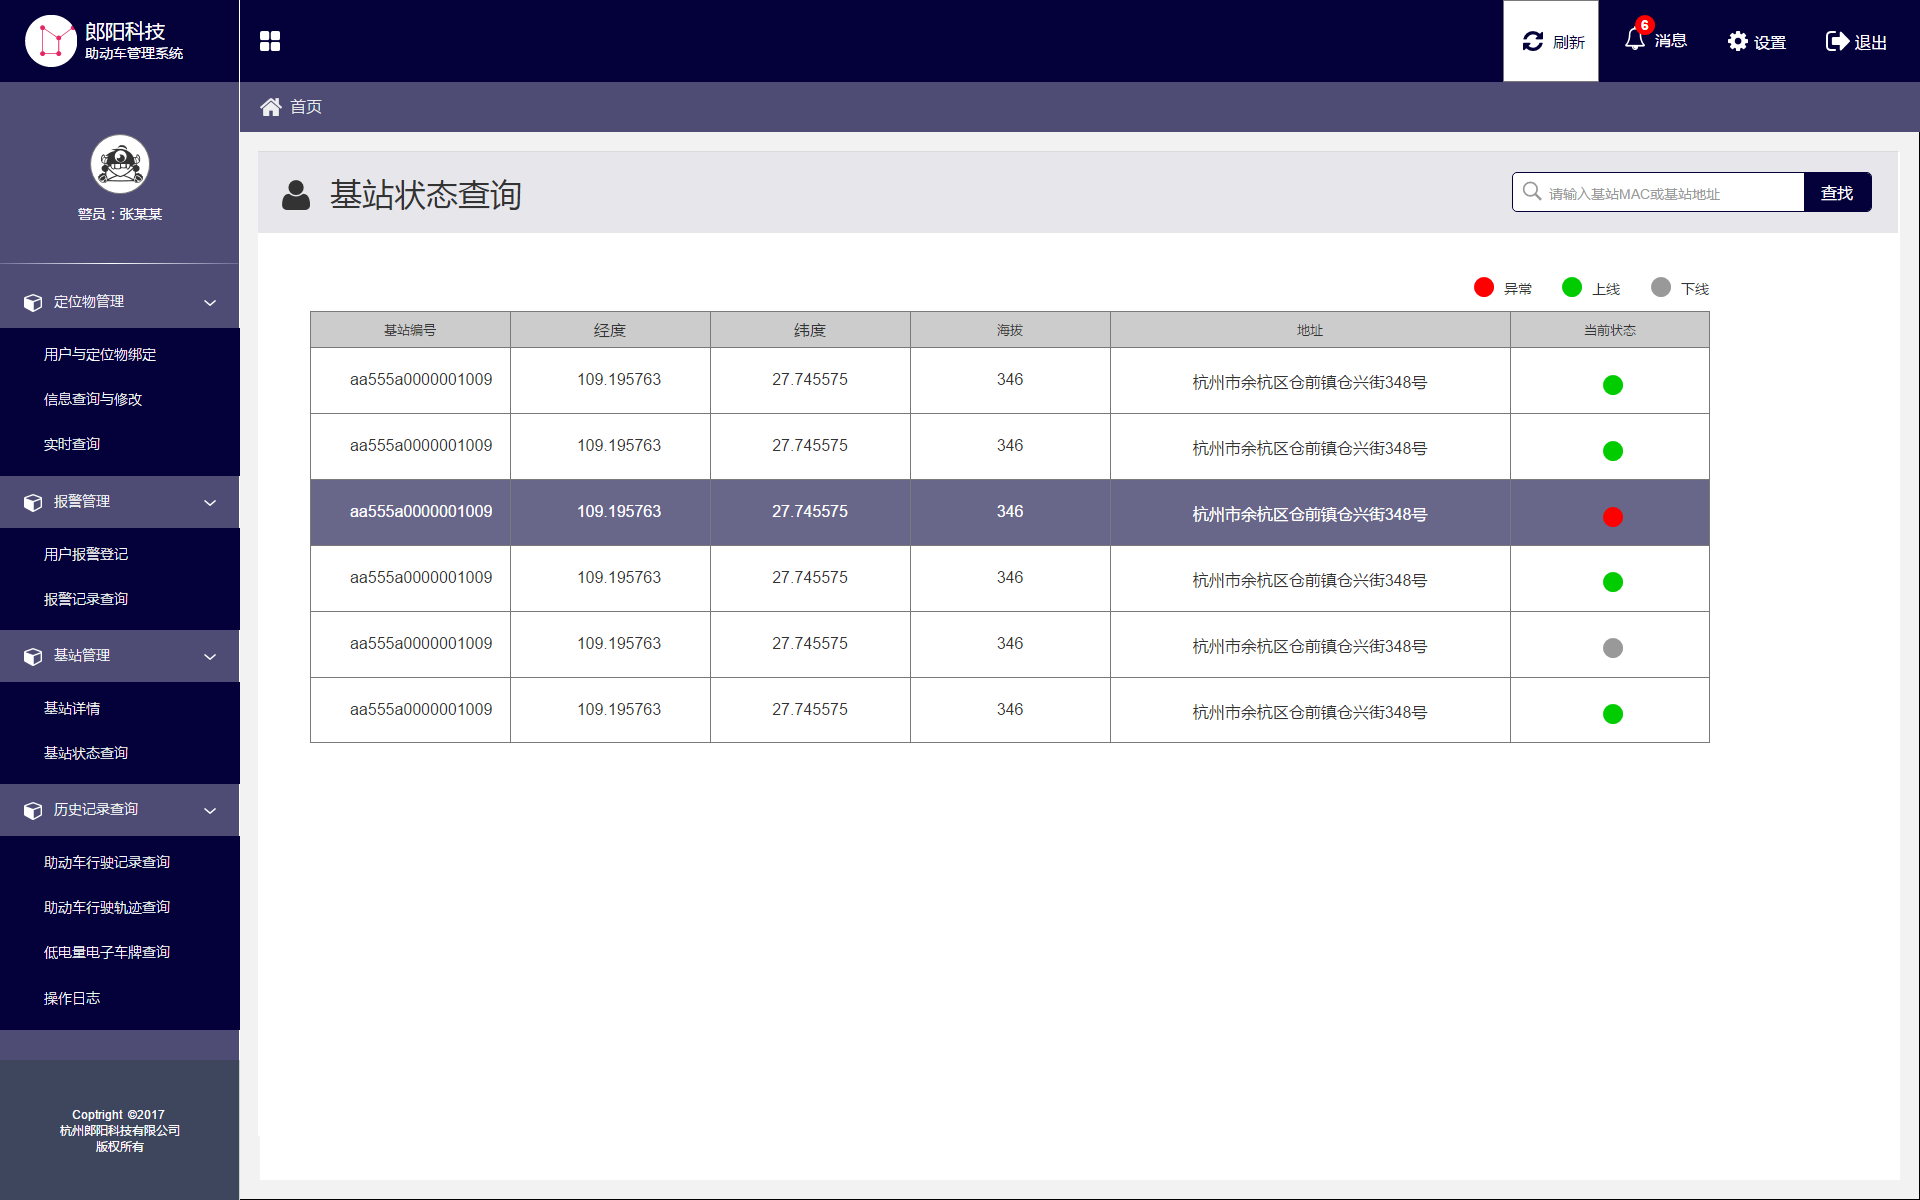 郎阳科技
助动车管理系统
刷新
6
消息
设置
退出
首页
警员：张某某
基站状态查询
请输入基站MAC或基站地址
查找
异常 上线 下线
基站编号 经度 纬度 海拔 地址 当前状态
aa555a0000001009 109.195763 27.745575 346 杭州市余杭区仓前镇仓兴街348号
aa555a0000001009 109.195763 27.745575 346 杭州市余杭区仓前镇仓兴街348号
aa555a0000001009 109.195763 27.745575 346 杭州市余杭区仓前镇仓兴街348号
aa555a0000001009 109.195763 27.745575 346 杭州市余杭区仓前镇仓兴街348号
aa555a0000001009 109.195763 27.745575 346 杭州市余杭区仓前镇仓兴街348号
aa555a0000001009 109.195763 27.745575 346 杭州市余杭区仓前镇仓兴街348号
定位物管理
用户与定位物绑定
信息查询与修改
实时查询
报警管理
用户报警登记
报警记录查询
基站管理
基站详情
基站状态查询
历史记录查询
助动车行驶记录查询
助动车行驶轨迹查询
低电量电子车牌查询
操作日志
Coptright ©2017
杭州郎阳科技有限公司
版权所有